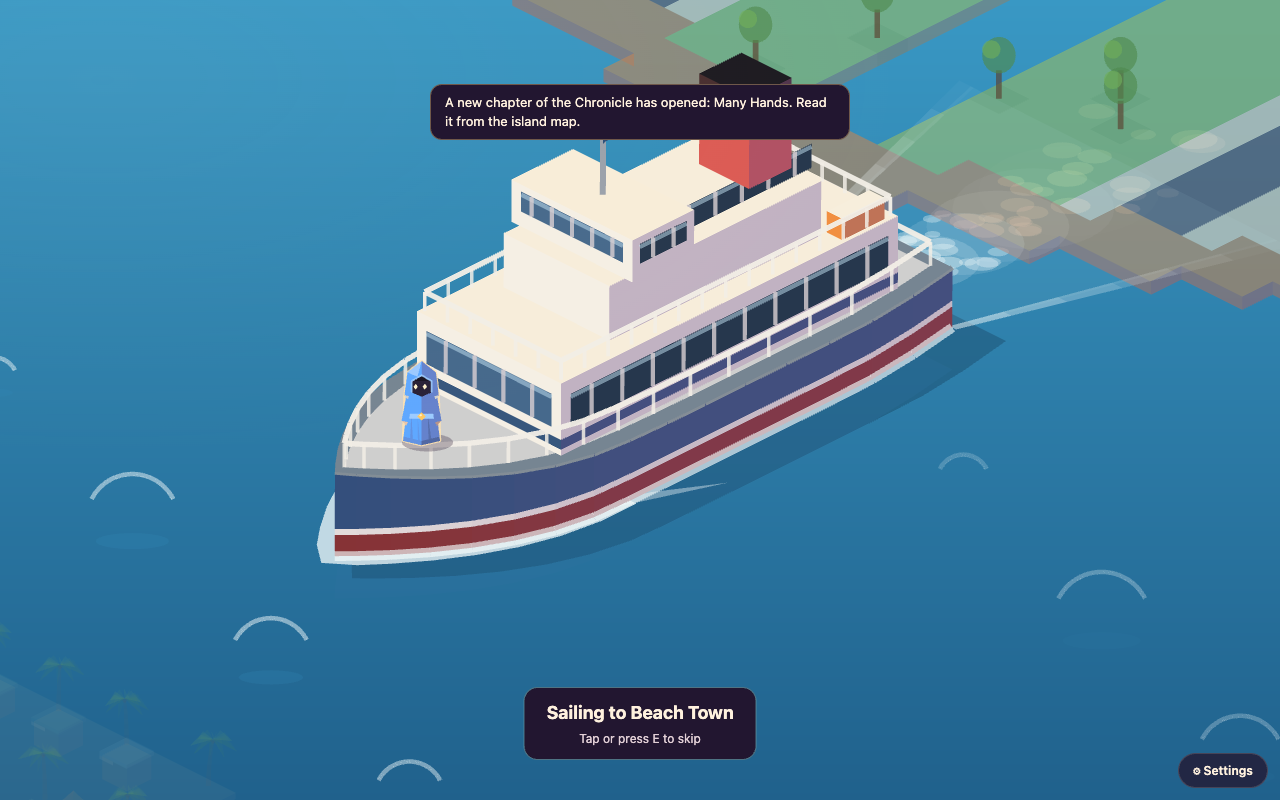 A new chapter of the Chronicle has opened: Many Hands. Read
it from the island map.
Sailing to Beach Town
Tap or press E to skip
⚙ Settings